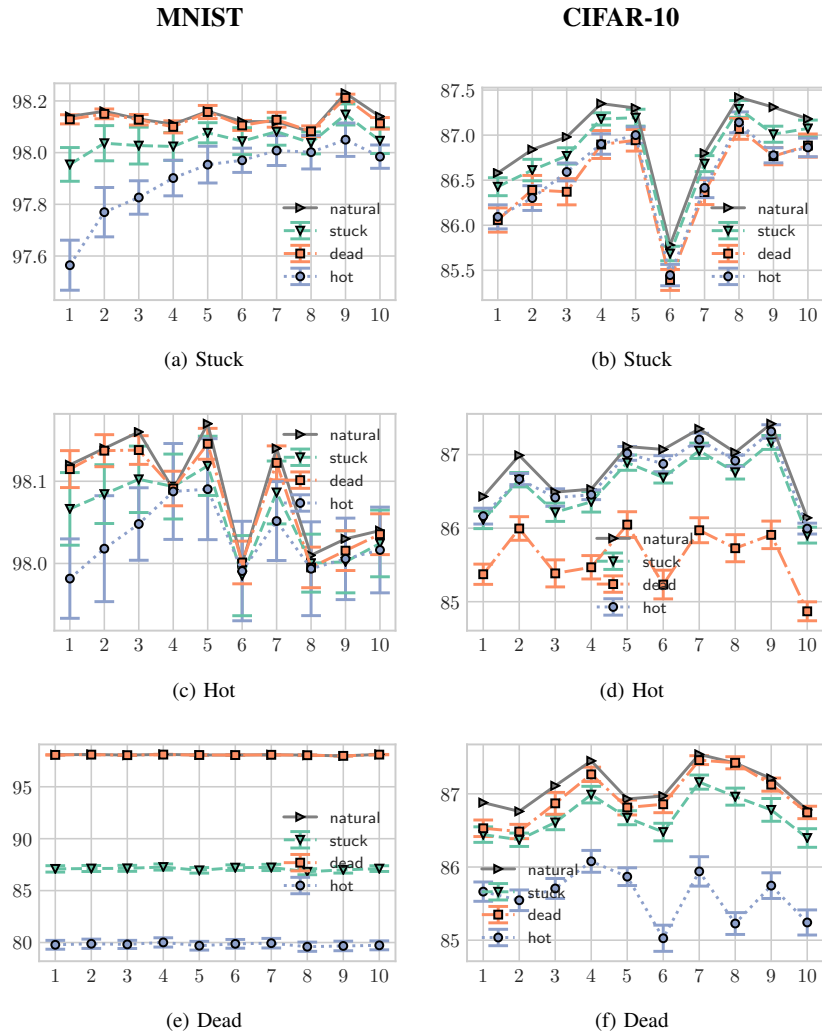 MNIST
CIFAR-10
98.2
98.0
97.8
97.6
natural
stuck
dead
hot
1 2 3 4 5 6 7 8 9 10
(a) Stuck
87.5
87.0
86.5
86.0
85.5
natural
stuck
dead
hot
1 2 3 4 5 6 7 8 9 10
(b) Stuck
98.1
98.0
natural
stuck
dead
hot
1 2 3 4 5 6 7 8 9 10
(c) Hot
87
86
85
natural
stuck
dead
hot
1 2 3 4 5 6 7 8 9 10
(d) Hot
95
90
85
80
natural
stuck
dead
hot
1 2 3 4 5 6 7 8 9 10
(e) Dead
87
86
85
natural
stuck
dead
hot
1 2 3 4 5 6 7 8 9 10
(f) Dead